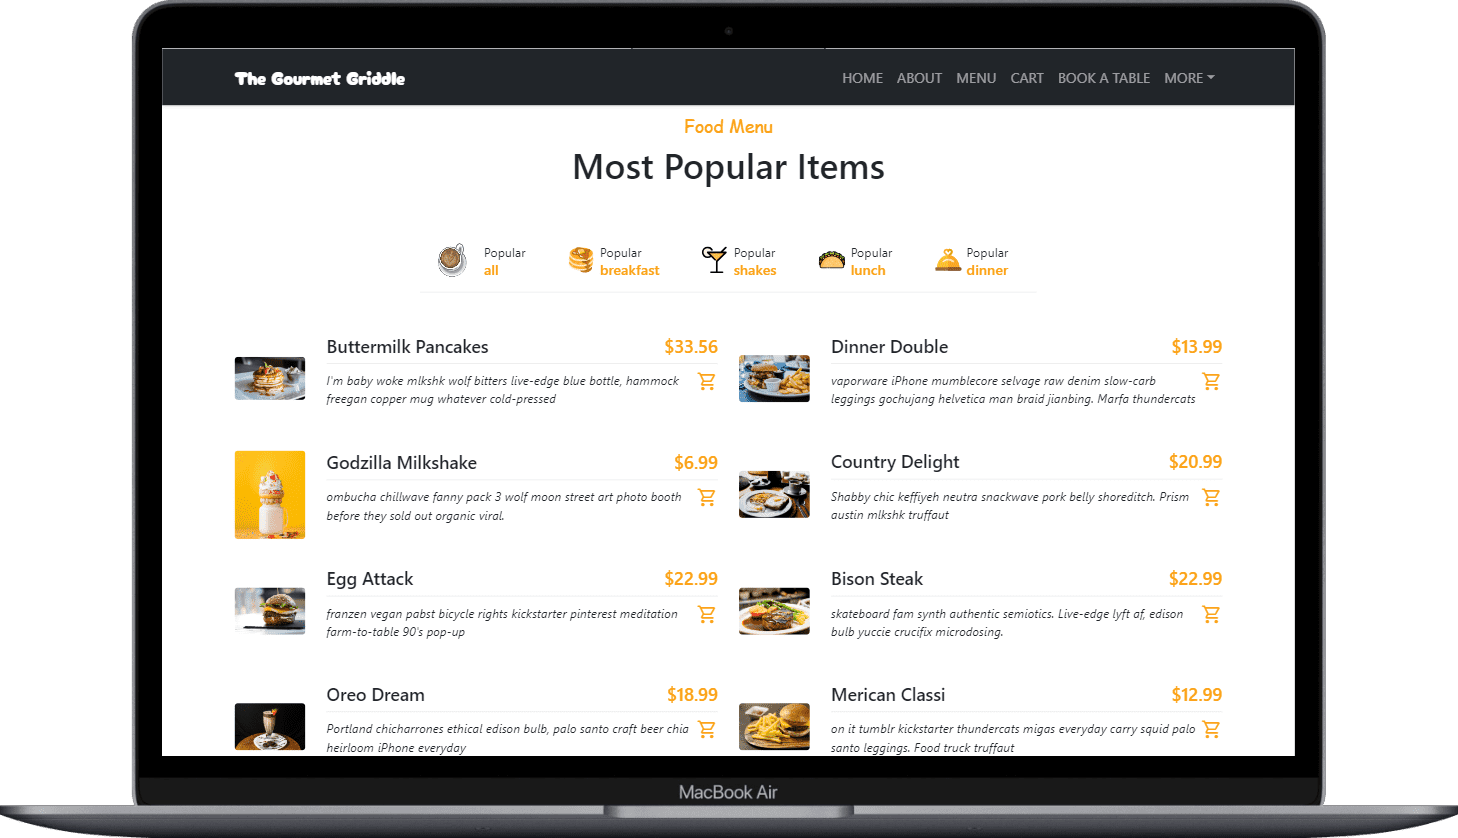 The Gourmet Griddle
HOME ABOUT MENU CART BOOK A TABLE MORE
Food Menu
Most Popular Items
Popular
all
Popular
breakfast
Popular
shakes
Popular
lunch
Popular
dinner
Buttermilk Pancakes $33.56
I'm baby woke mlkshk wolf bitters live-edge blue bottle, hammock
freegan copper mug whatever cold-pressed
Dinner Double $13.99
vaporware iPhone mumblecore selvage raw denim slow-carb
leggings gochujang helvetica man braid jianbing. Marfa thundercats
Godzilla Milkshake $6.99
ombucha chillwave fanny pack 3 wolf moon street art photo booth
before they sold out organic viral.
Country Delight $20.99
Shabby chic keffiyeh neutra snackwave pork belly shoreditch. Prism
austin mlkshk truffaut
Egg Attack $22.99
franzen vegan pabst bicycle rights kickstarter pinterest meditation
farm-to-table 90's pop-up
Bison Steak $22.99
skateboard fam synth authentic semiotics. Live-edge lyft af, edison
bulb yuccie crucifix microdosing.
Oreo Dream $18.99
Portland chicharrones ethical edison bulb, palo santo craft beer chia
heirloom iPhone everyday
Merican Classi $12.99
on it tumblr kickstarter thundercats migas everyday carry squid palo
santo leggings. Food truck truffaut
MacBook Air